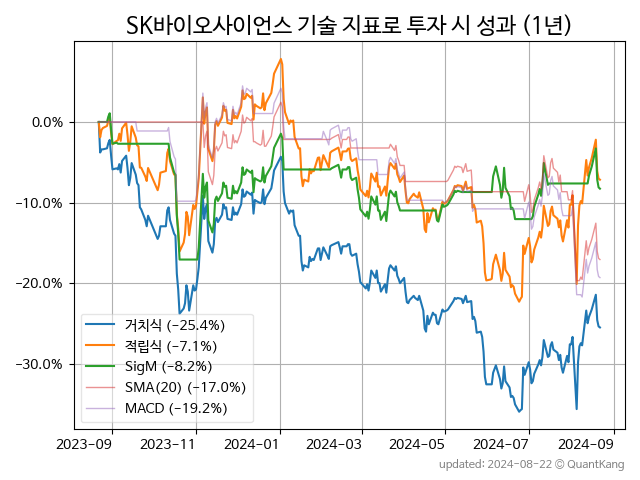 SK바이오사이언스 기술 지표로 투자 시 성과 (1년)
0.0%
−10.0%
−20.0%
−30.0%
거치식 (−25.4%)
적립식 (−7.1%)
SigM (−8.2%)
SMA(20) (−17.0%)
MACD (−19.2%)
2023-09 2023-11 2024-01 2024-03 2024-05 2024-07 2024-09
updated: 2024-08-22 © QuantKang